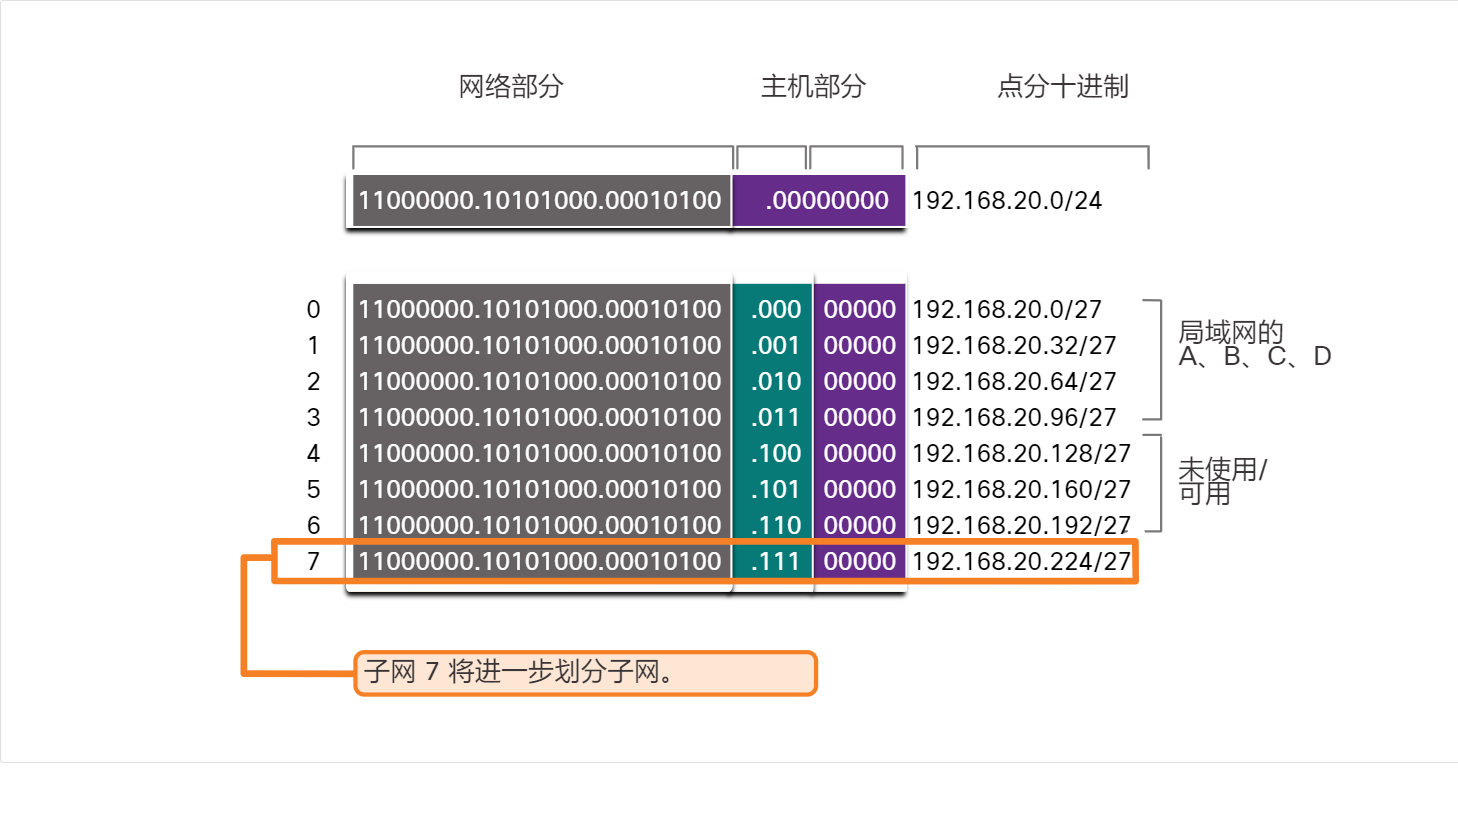 网络部分 主机部分 点分十进制
11000000.10101000.00010100 .00000000 192.168.20.0/24
0 11000000.10101000.00010100 .000 00000 192.168.20.0/27
1 11000000.10101000.00010100 .001 00000 192.168.20.32/27
2 11000000.10101000.00010100 .010 00000 192.168.20.64/27
3 11000000.10101000.00010100 .011 00000 192.168.20.96/27
局域网的
A、B、C、D
4 11000000.10101000.00010100 .100 00000 192.168.20.128/27
5 11000000.10101000.00010100 .101 00000 192.168.20.160/27
6 11000000.10101000.00010100 .110 00000 192.168.20.192/27
未使用/
可用
7 11000000.10101000.00010100 .111 00000 192.168.20.224/27
子网 7 将进一步划分子网。